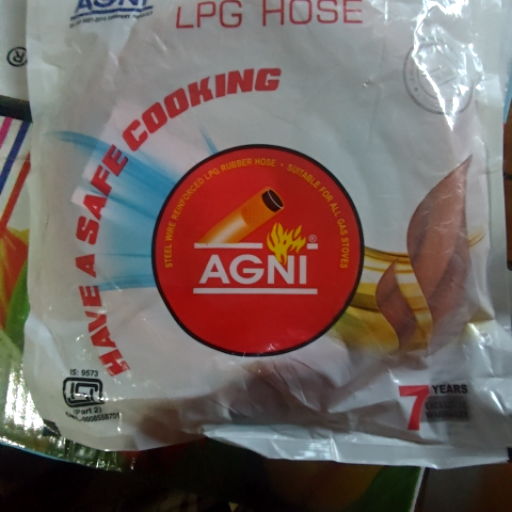 AGNI
LPG HOSE
®
HAVE A SAFE COOKING
STEEL WIRE REINFORCED LPG RUBBER HOSE • SUITABLE FOR ALL GAS STOVES
AGNI®
IS: 9573
(Part 2)
7 YEARS